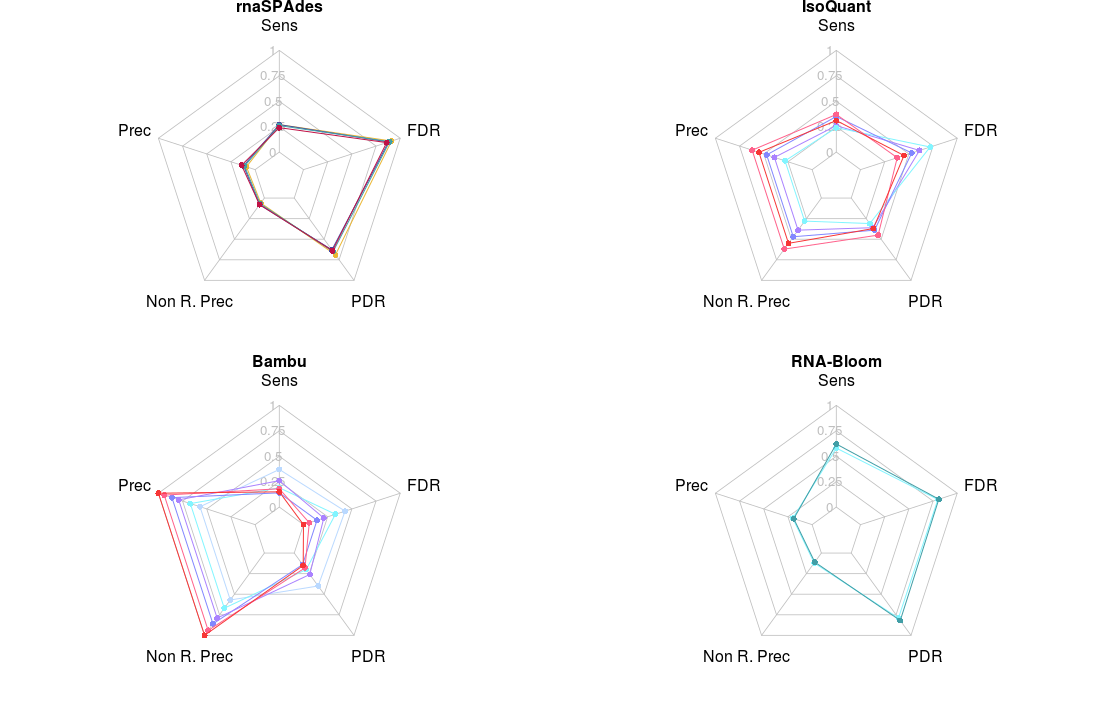 rnaSPAdes
Sens
1
0.75
0.5
0
Prec
FDR
Non R. Prec
PDR
IsoQuant
Sens
1
0.75
0.5
0
Prec
FDR
Non R. Prec
PDR
Bambu
Sens
1
0.75
0.5
0.25
0
Prec
FDR
Non R. Prec
PDR
RNA-Bloom
Sens
1
0.75
0.5
0.25
0
Prec
FDR
Non R. Prec
PDR